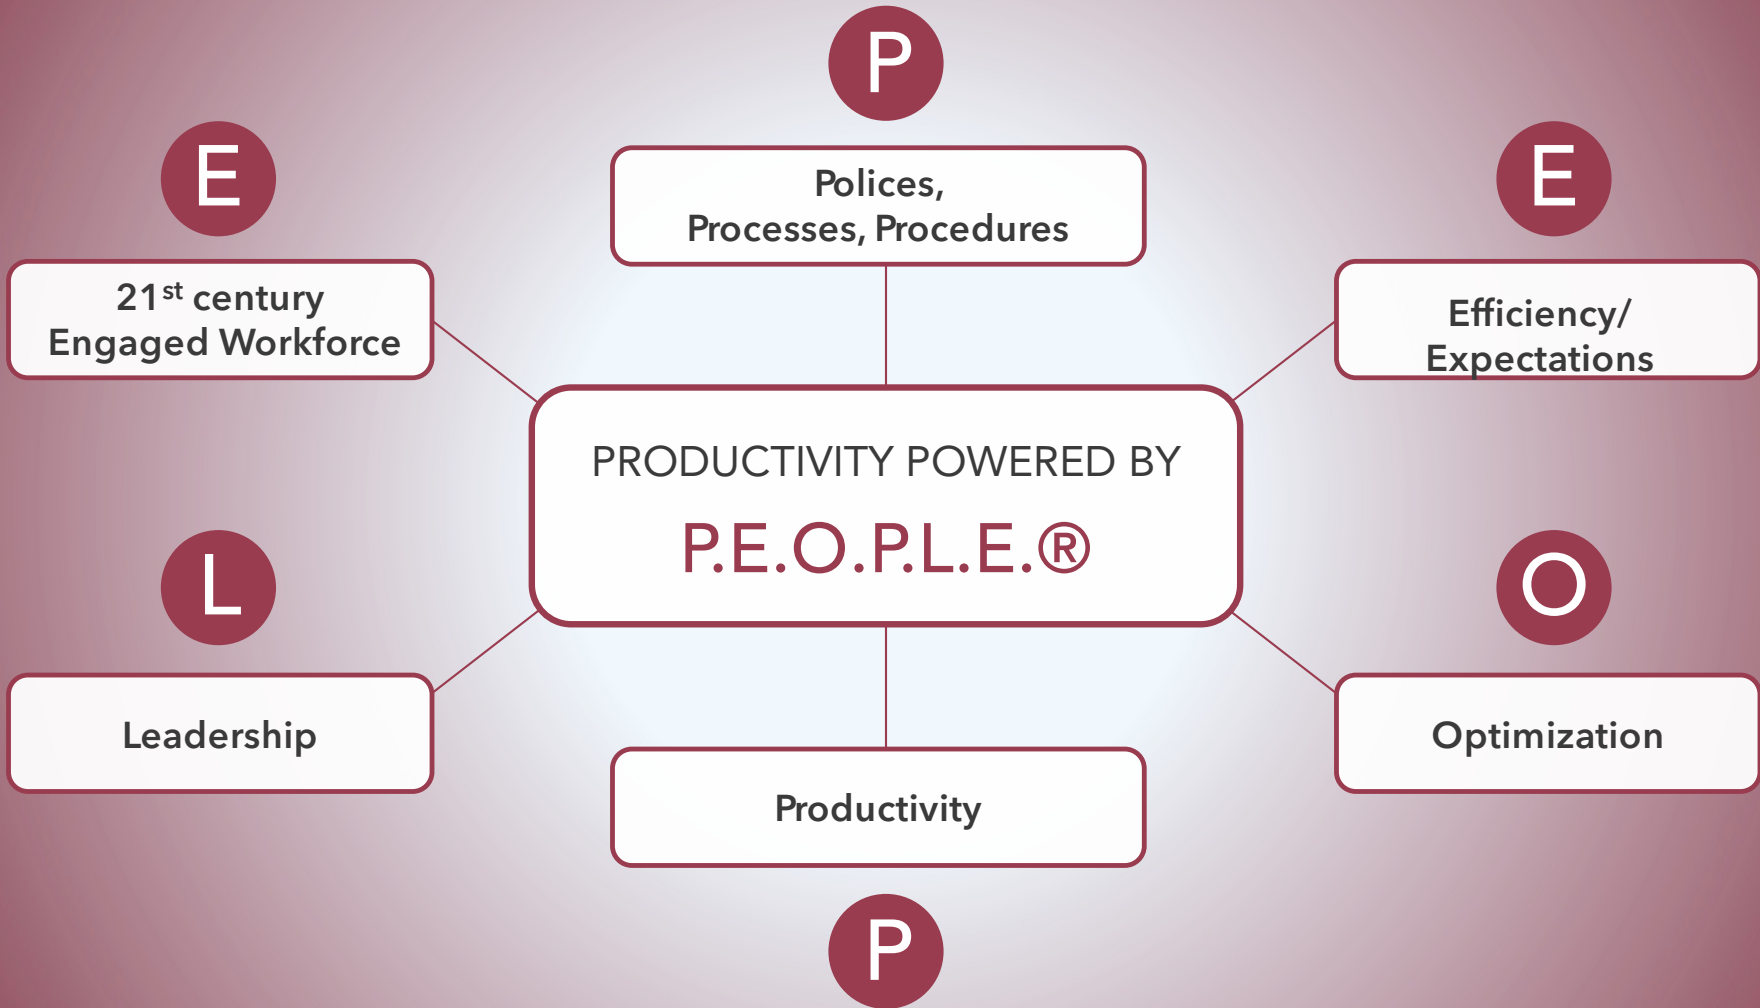 P
Polices,
Processes, Procedures
E
Efficiency/
Expectations
O
Optimization
P
Productivity
L
Leadership
E
21st century
Engaged Workforce
PRODUCTIVITY POWERED BY
P.E.O.P.L.E.®